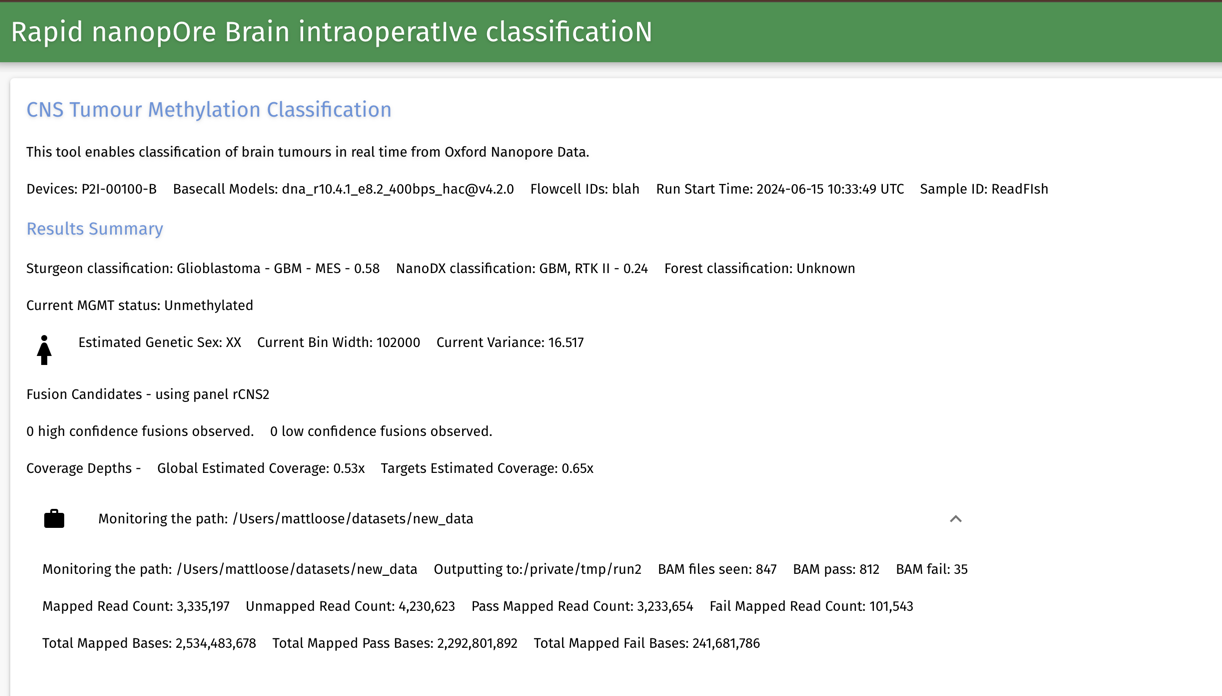 Rapid nanopOre Brain intraoperatIve classificatioN
CNS Tumour Methylation Classification
This tool enables classification of brain tumours in real time from Oxford Nanopore Data.
Devices: P2I-00100-B Basecall Models: dna_r10.4.1_e8.2_400bps_hac@v4.2.0 Flowcell IDs: blah Run Start Time: 2024-06-15 10:33:49 UTC Sample ID: ReadFIsh
Results Summary
Sturgeon classification: Glioblastoma - GBM - MES - 0.58 NanoDX classification: GBM, RTK II - 0.24 Forest classification: Unknown
Current MGMT status: Unmethylated
Estimated Genetic Sex: XX Current Bin Width: 102000 Current Variance: 16.517
Fusion Candidates - using panel rCNS2
0 high confidence fusions observed. 0 low confidence fusions observed.
Coverage Depths - Global Estimated Coverage: 0.53x Targets Estimated Coverage: 0.65x
Monitoring the path: /Users/mattloose/datasets/new_data
Monitoring the path: /Users/mattloose/datasets/new_data Outputting to:/private/tmp/run2 BAM files seen: 847 BAM pass: 812 BAM fail: 35
Mapped Read Count: 3,335,197 Unmapped Read Count: 4,230,623 Pass Mapped Read Count: 3,233,654 Fail Mapped Read Count: 101,543
Total Mapped Bases: 2,534,483,678 Total Mapped Pass Bases: 2,292,801,892 Total Mapped Fail Bases: 241,681,786